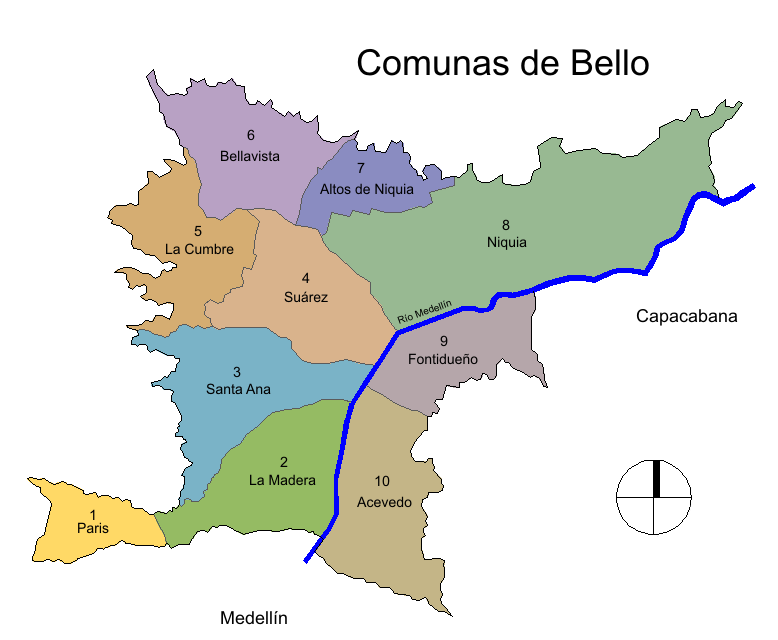 Comunas de Bello
6
Bellavista
7
Altos de Niquia
8
Niquia
5
La Cumbre
4
Suárez
Río Medellín
Capacabana
9
Fontidueño
3
Santa Ana
2
La Madera
10
Acevedo
1
Paris
Medellín